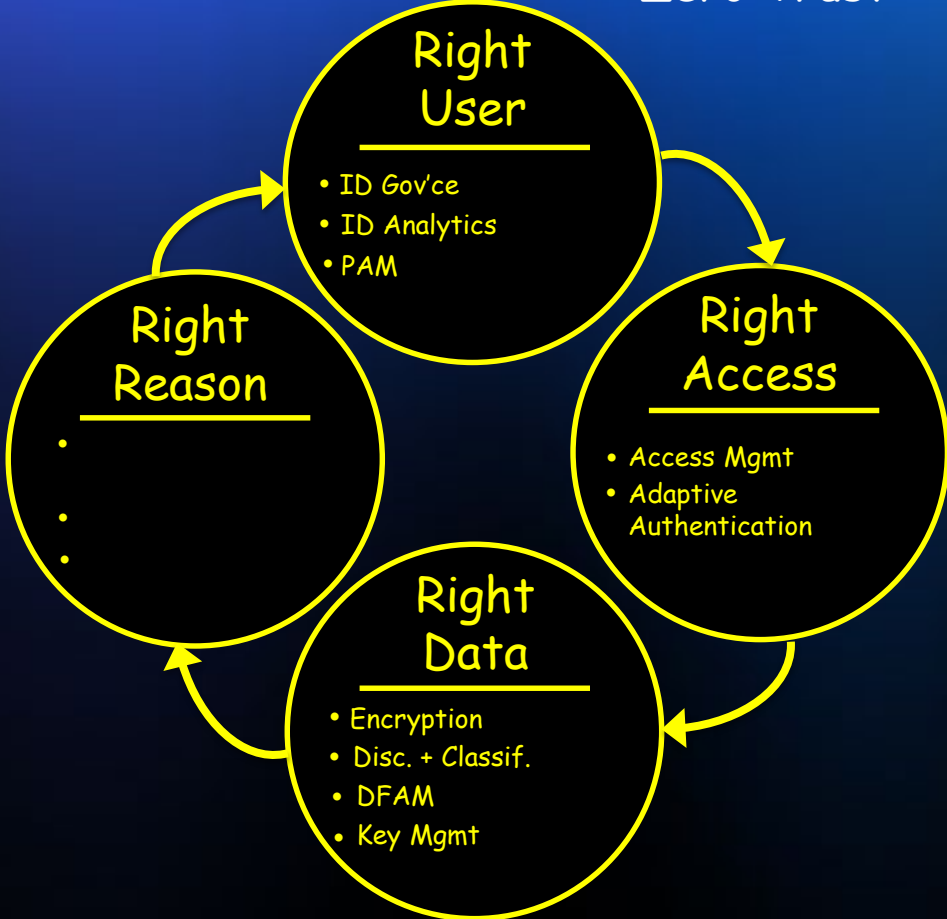 Right
User
• ID Gov'ce
• ID Analytics
• PAM
Right
Access
• Access Mgmt
• Adaptive
Authentication
Right
Data
• Encryption
• Disc. + Classif.
• DFAM
• Key Mgmt
Right
Reason
•
•
•